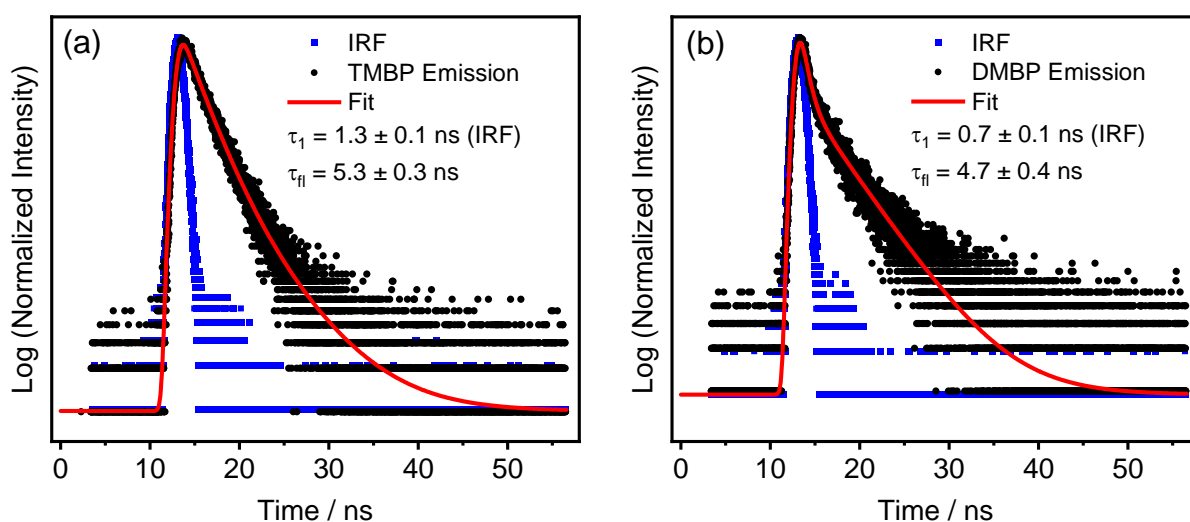 (a)
IRF
TMBP Emission
Fit
τ₁ = 1.3 ± 0.1 ns (IRF)
τfl = 5.3 ± 0.3 ns
Log (Normalized Intensity)
0 10 20 30 40 50
Time / ns
(b)
IRF
DMBP Emission
Fit
τ₁ = 0.7 ± 0.1 ns (IRF)
τfl = 4.7 ± 0.4 ns
Log (Normalized Intensity)
0 10 20 30 40 50
Time / ns